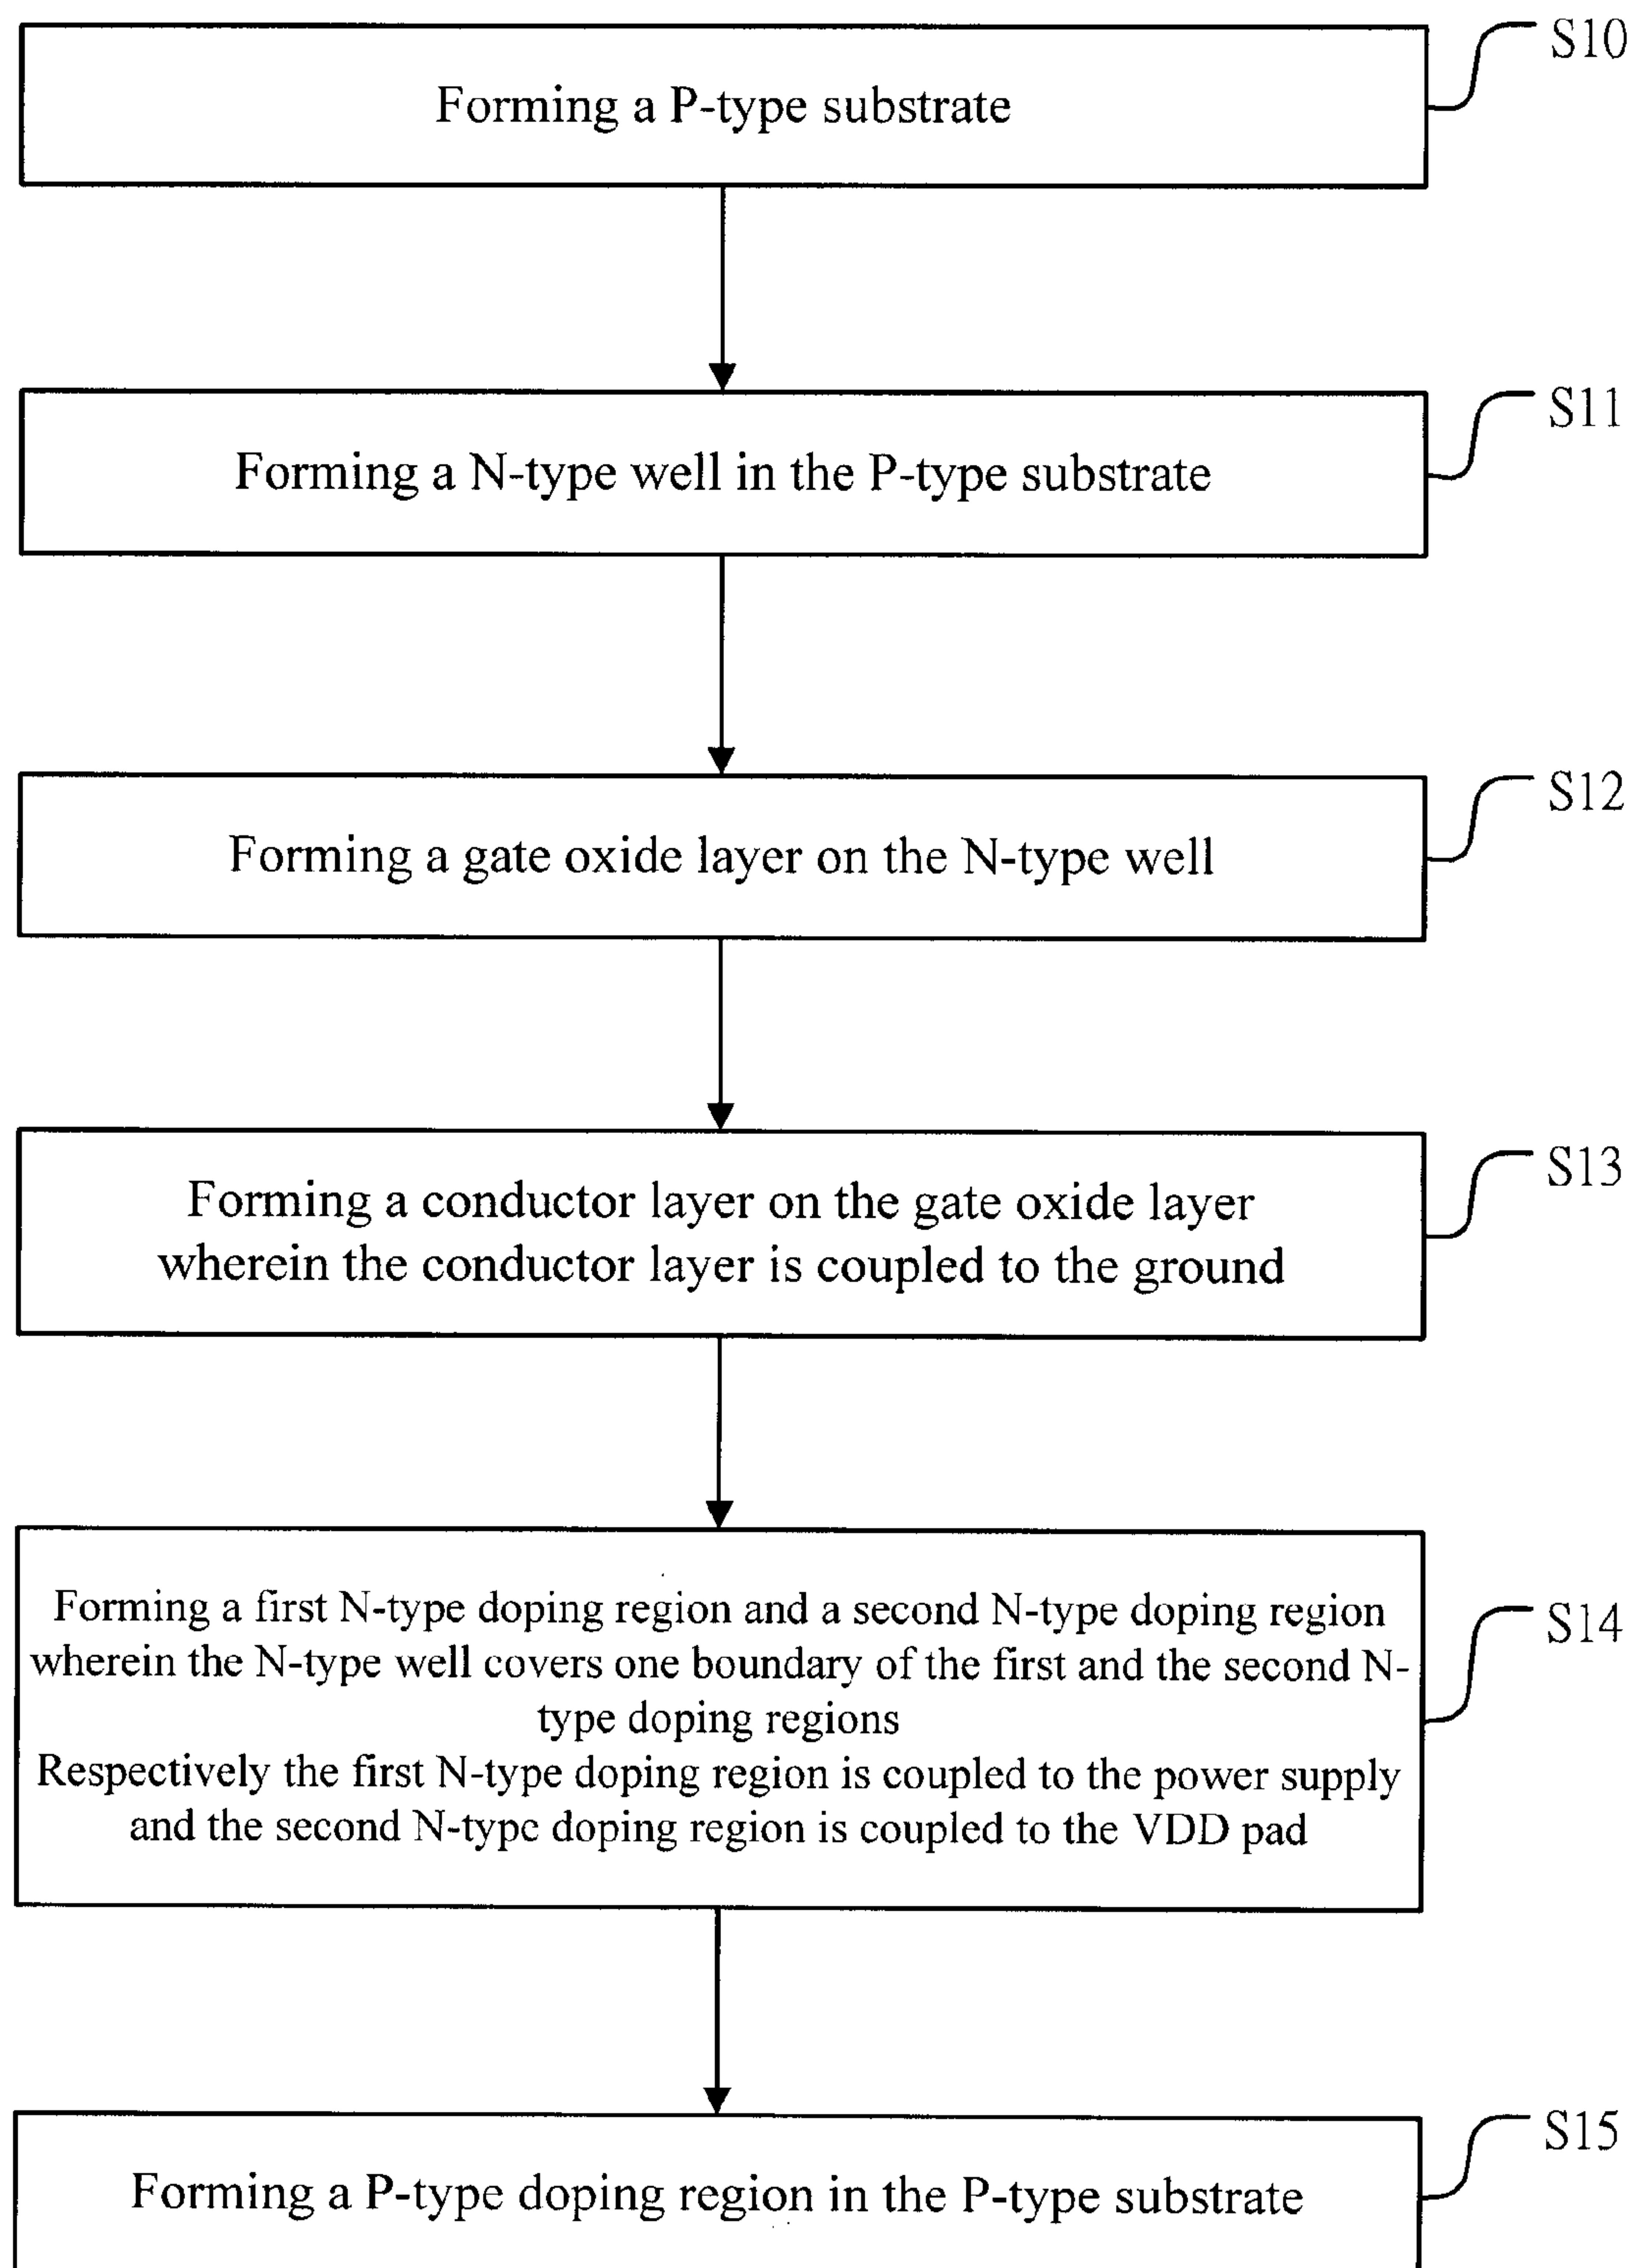 S10
Forming a P-type substrate
S11
Forming a N-type well in the P-type substrate
S12
Forming a gate oxide layer on the N-type well
S13
Forming a conductor layer on the gate oxide layer
wherein the conductor layer is coupled to the ground
S14
Forming a first N-type doping region and a second N-type doping region
wherein the N-type well covers one boundary of the first and the second N-
type doping regions
Respectively the first N-type doping region is coupled to the power supply
and the second N-type doping region is coupled to the VDD pad
S15
Forming a P-type doping region in the P-type substrate